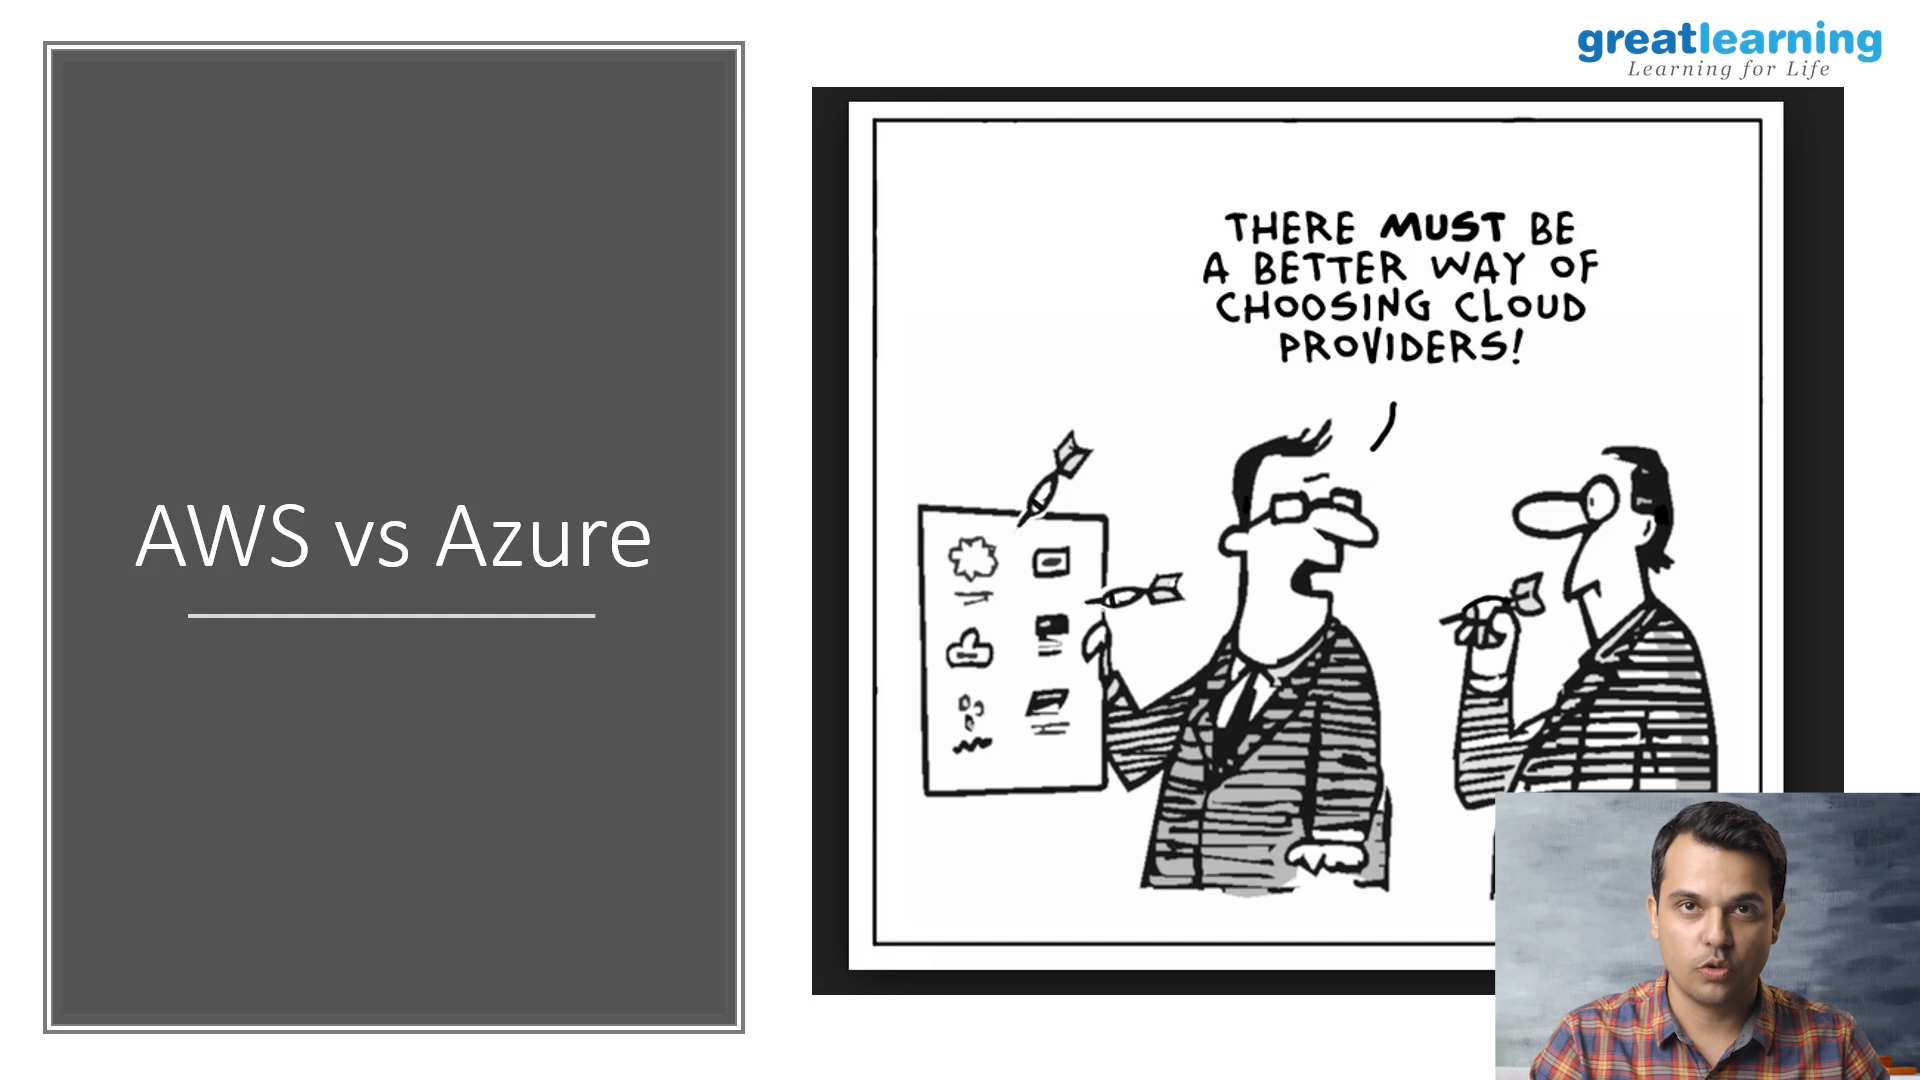 greatlearning
Learning for Life
AWS vs Azure
THERE MUST BE
A BETTER WAY OF
CHOOSING CLOUD
PROVIDERS!